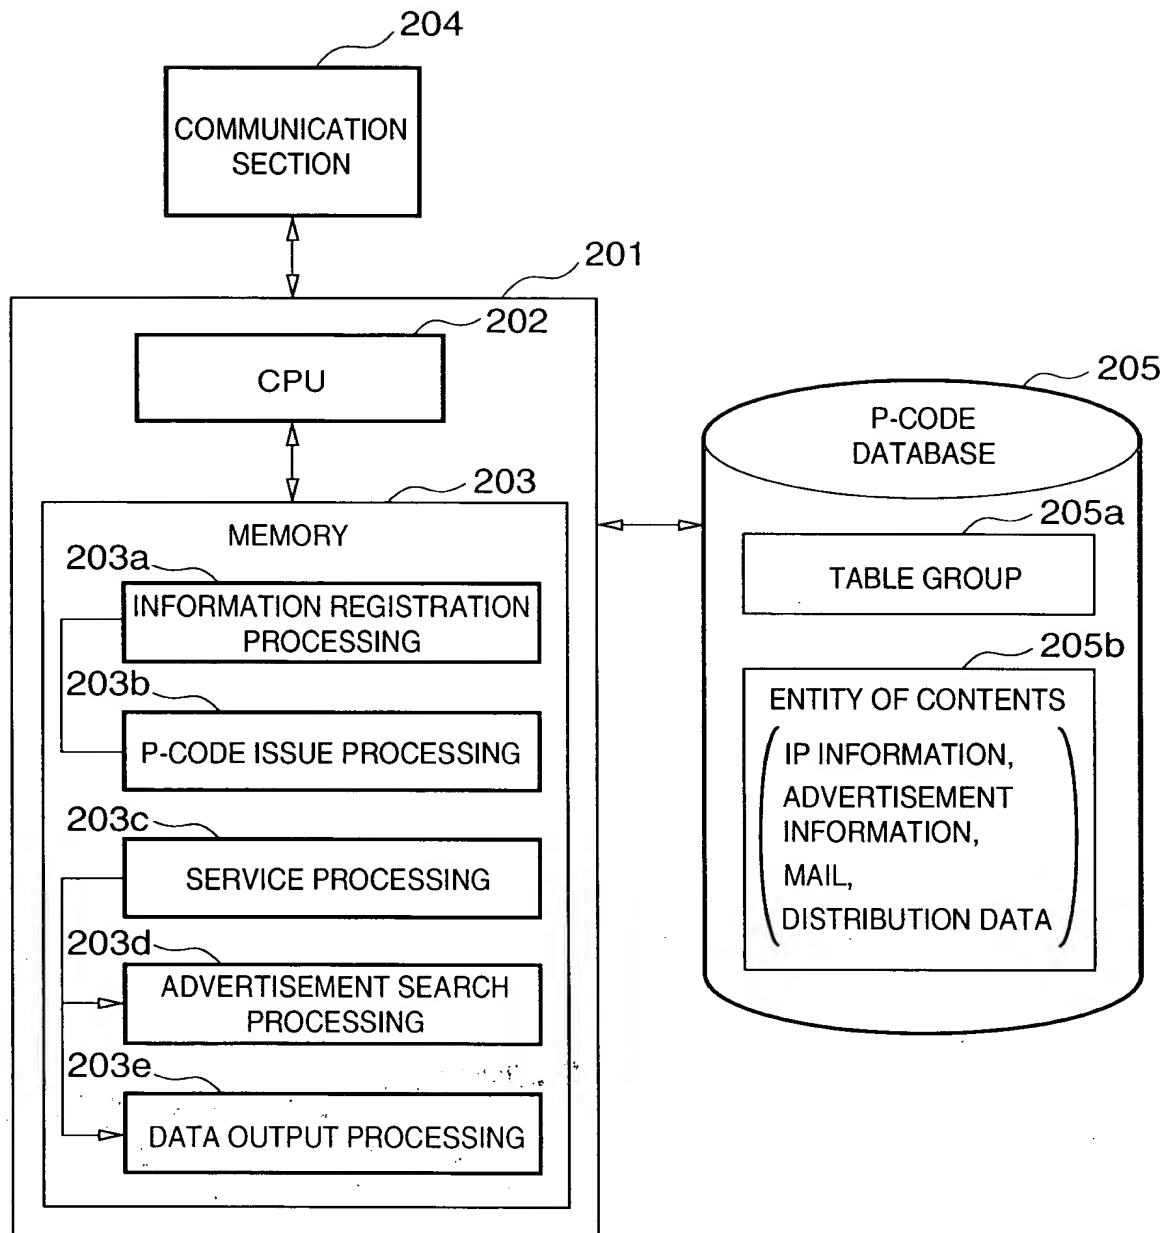 204
COMMUNICATION
SECTION
201
202
CPU
203
MEMORY
203a
INFORMATION REGISTRATION
PROCESSING
203b
P-CODE ISSUE PROCESSING
203c
SERVICE PROCESSING
203d
ADVERTISEMENT SEARCH
PROCESSING
203e
DATA OUTPUT PROCESSING
205
P-CODE
DATABASE
205a
TABLE GROUP
205b
ENTITY OF CONTENTS
IP INFORMATION,
ADVERTISEMENT
INFORMATION,
MAIL,
DISTRIBUTION DATA